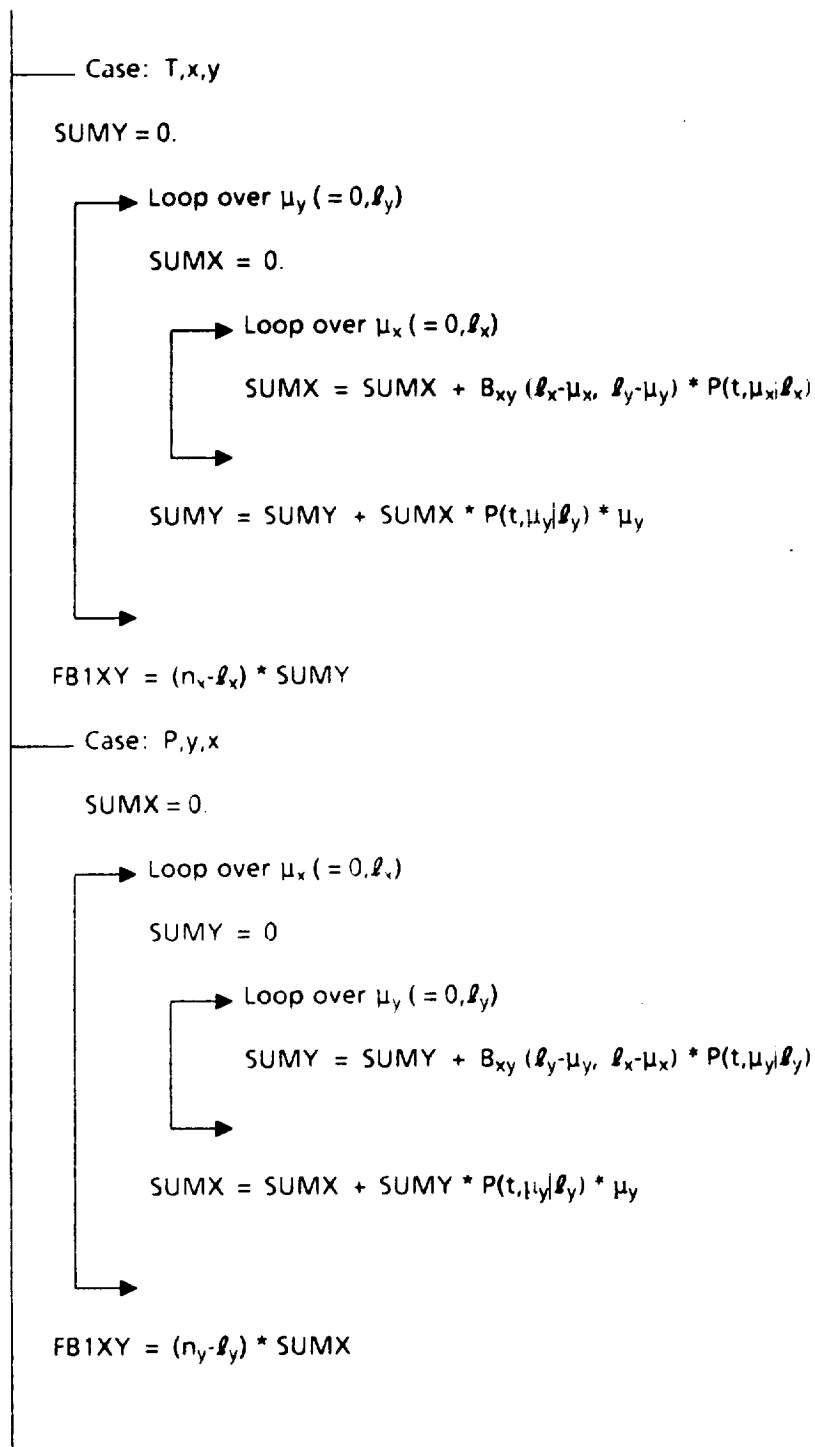 Case: T,x,y
SUMY = 0.
Loop over μy ( = 0,ℓy)
SUMX = 0.
Loop over μx ( = 0,ℓx)
SUMX = SUMX + Bxy (ℓx-μx, ℓy-μy) * P(t,μx|ℓx)
SUMY = SUMY + SUMX * P(t,μy|ℓy) * μy
FB1XY = (nx-ℓx) * SUMY
Case: P,y,x
SUMX = 0.
Loop over μx ( = 0,ℓx)
SUMY = 0
Loop over μy ( = 0,ℓy)
SUMY = SUMY + Bxy (ℓy-μy, ℓx-μx) * P(t,μy|ℓy)
SUMX = SUMX + SUMY * P(t,μy|ℓy) * μy
FB1XY = (ny-ℓy) * SUMX